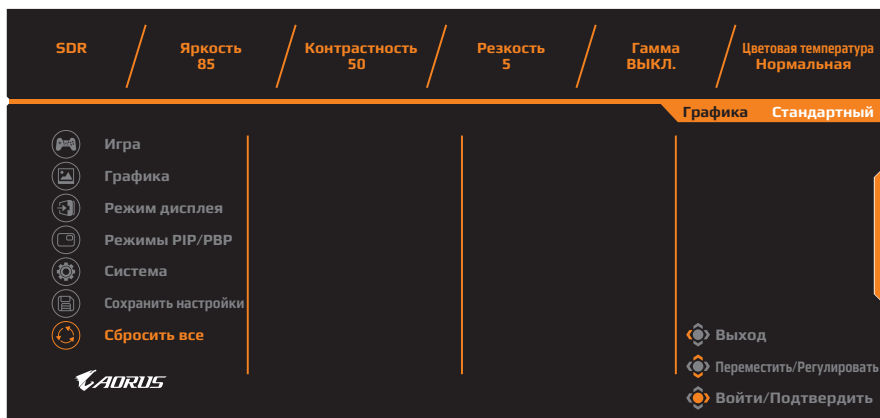 SDR
Яркость
85
Контрастность
50
Резкость
5
Гамма
ВЫКЛ.
Цветовая температура
Нормальная
Графика Стандартный
Игра
Графика
Режим дисплея
Режимы PIP/PBP
Система
Сохранить настройки
Сбросить все
AORUS
Выход
Переместить/Регулировать
Войти/Подтвердить